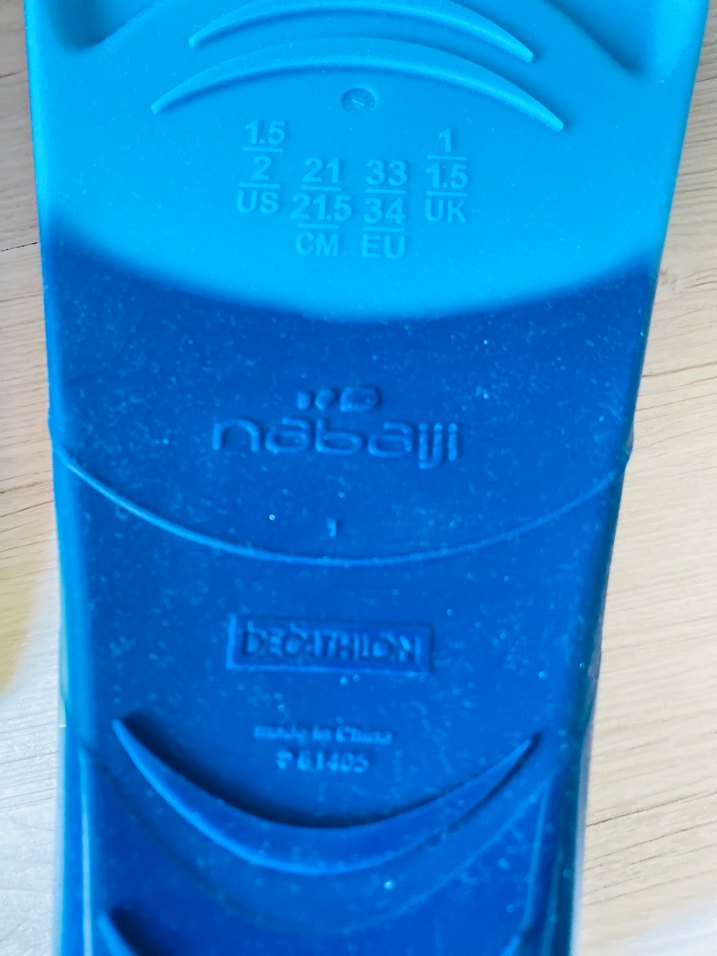 1.5
2
US
21
21.5
CM
33
34
EU
1
1.5
UK
nabaiji
DECATHLON
made in China
P 61405